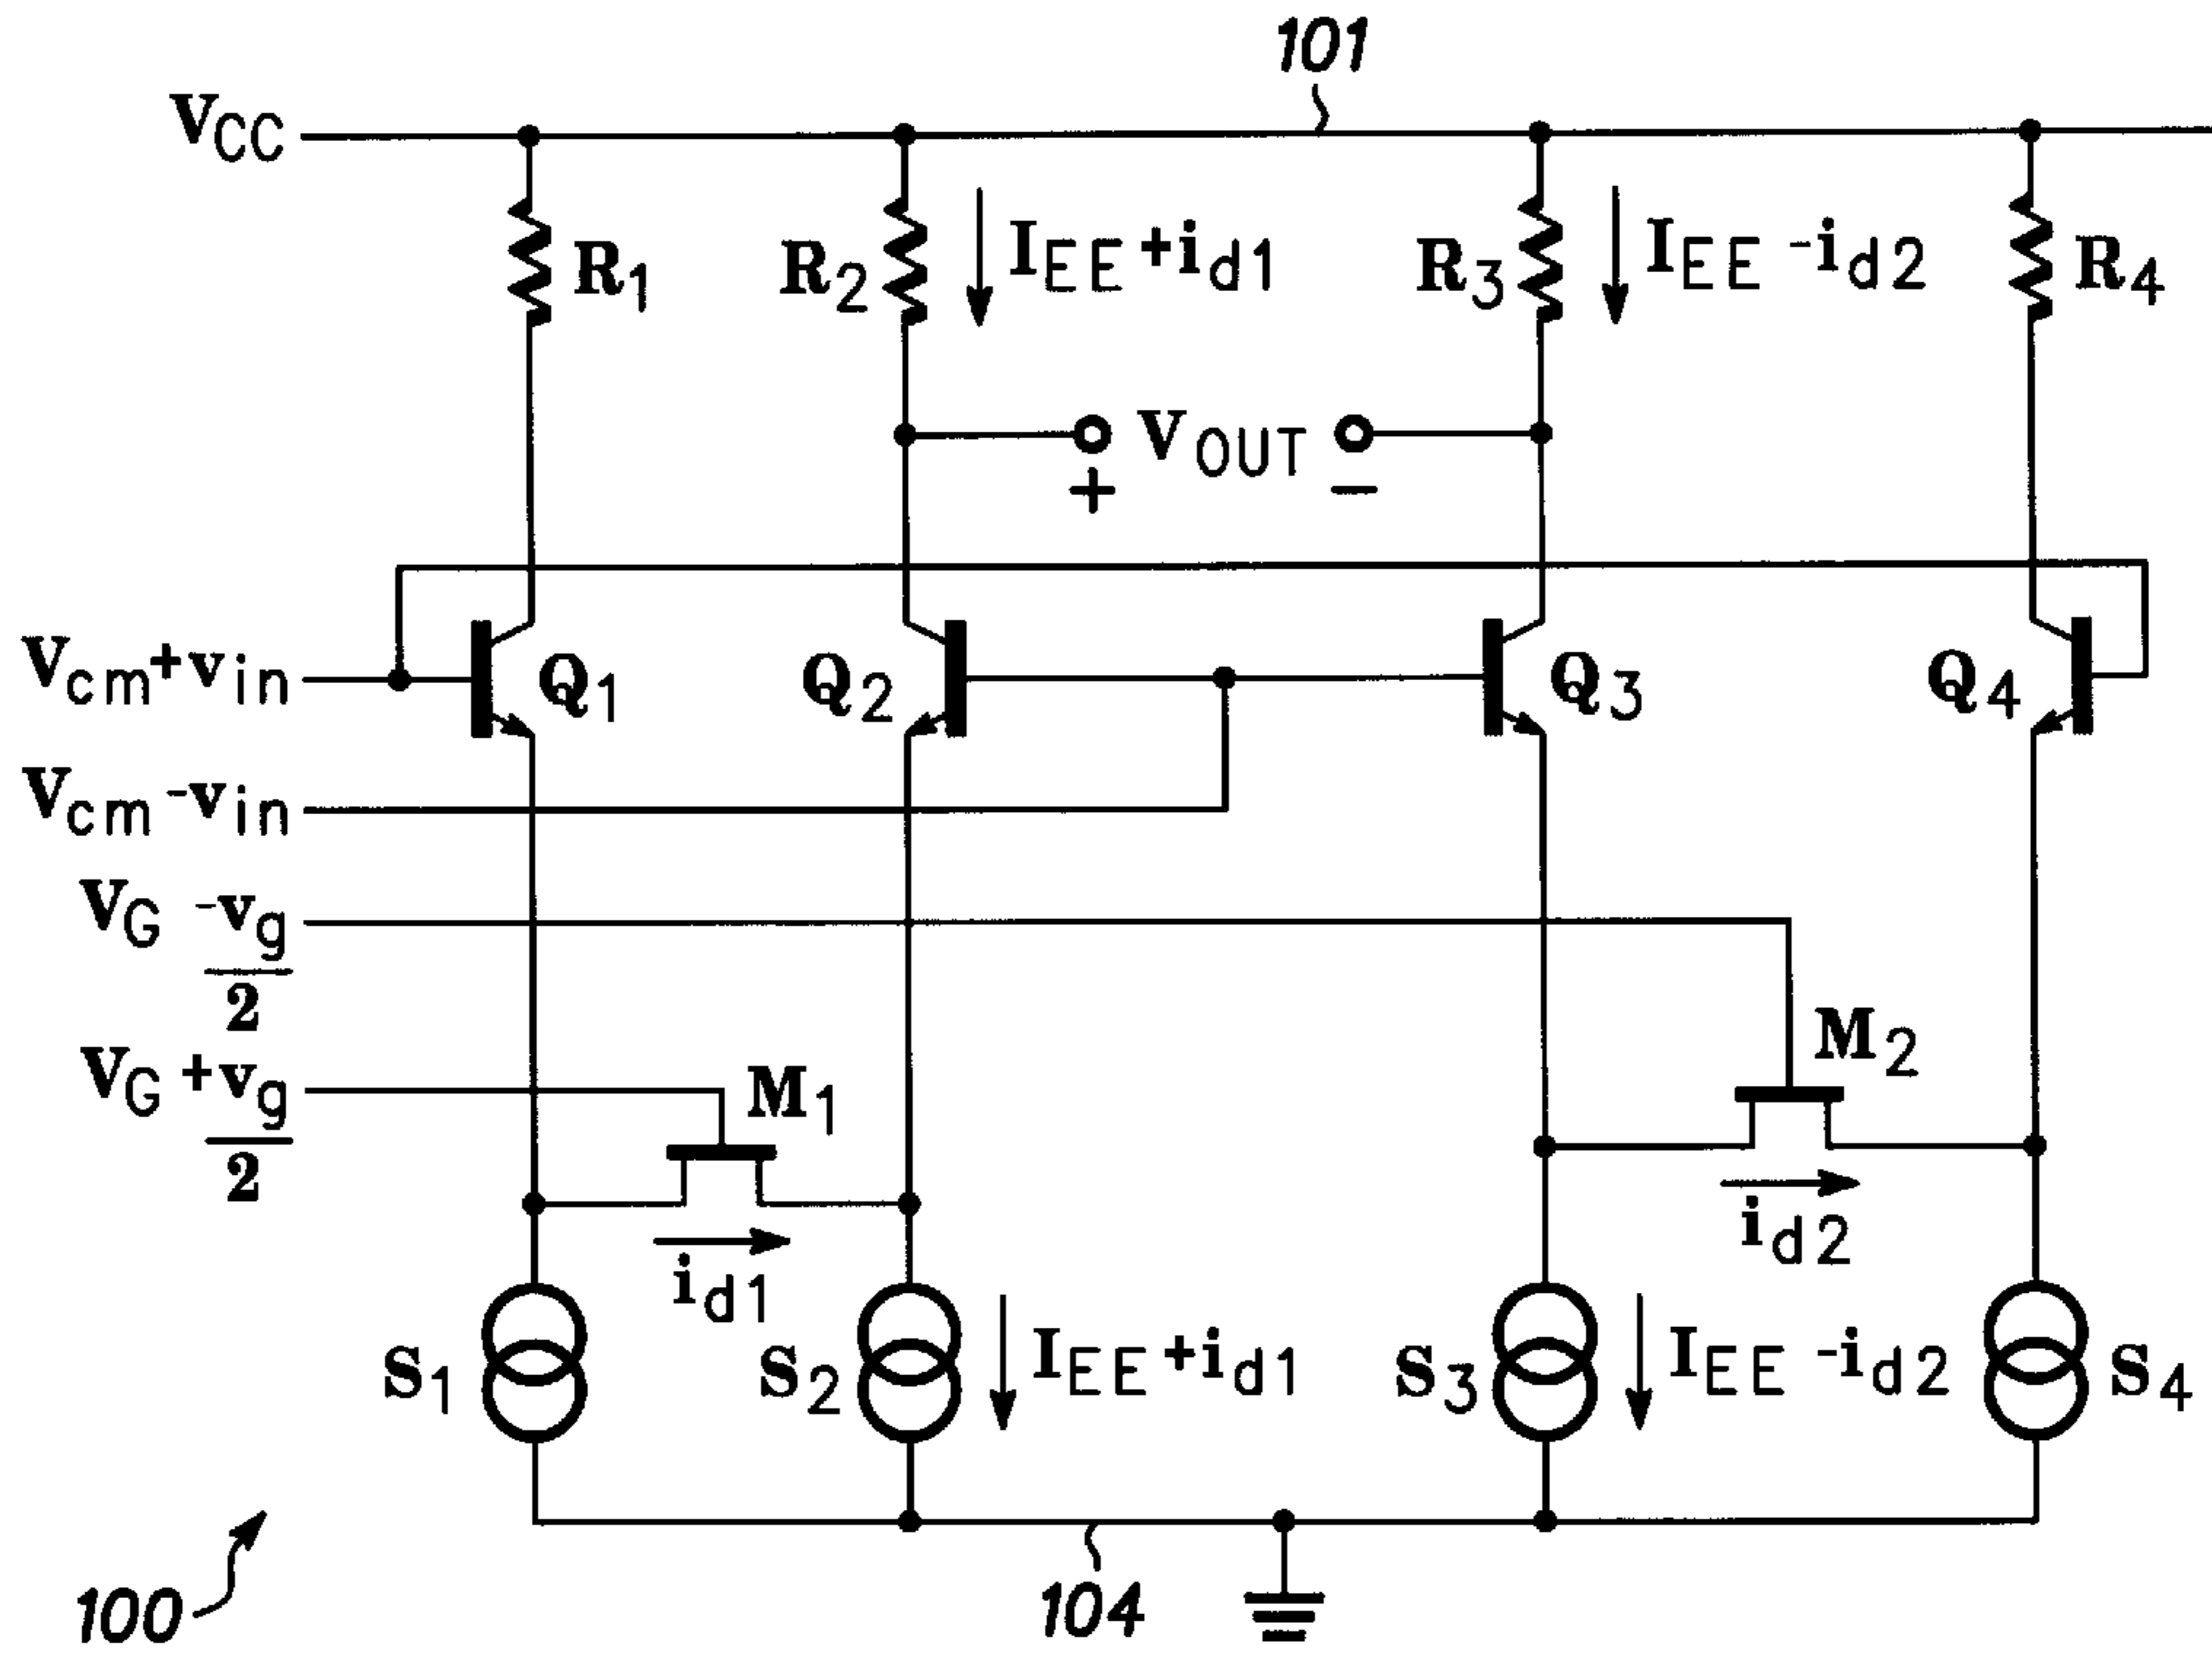 101
VCC
R1
R2
IEE+id1
R3
IEE-id2
R4
VOUT
+
-
Vcm+vin
Q1
Q2
Q3
Q4
Vcm-vin
VG -vg
2
VG +vg
2
M1
M2
id1
id2
S1
S2
IEE+id1
S3
IEE-id2
S4
100
104